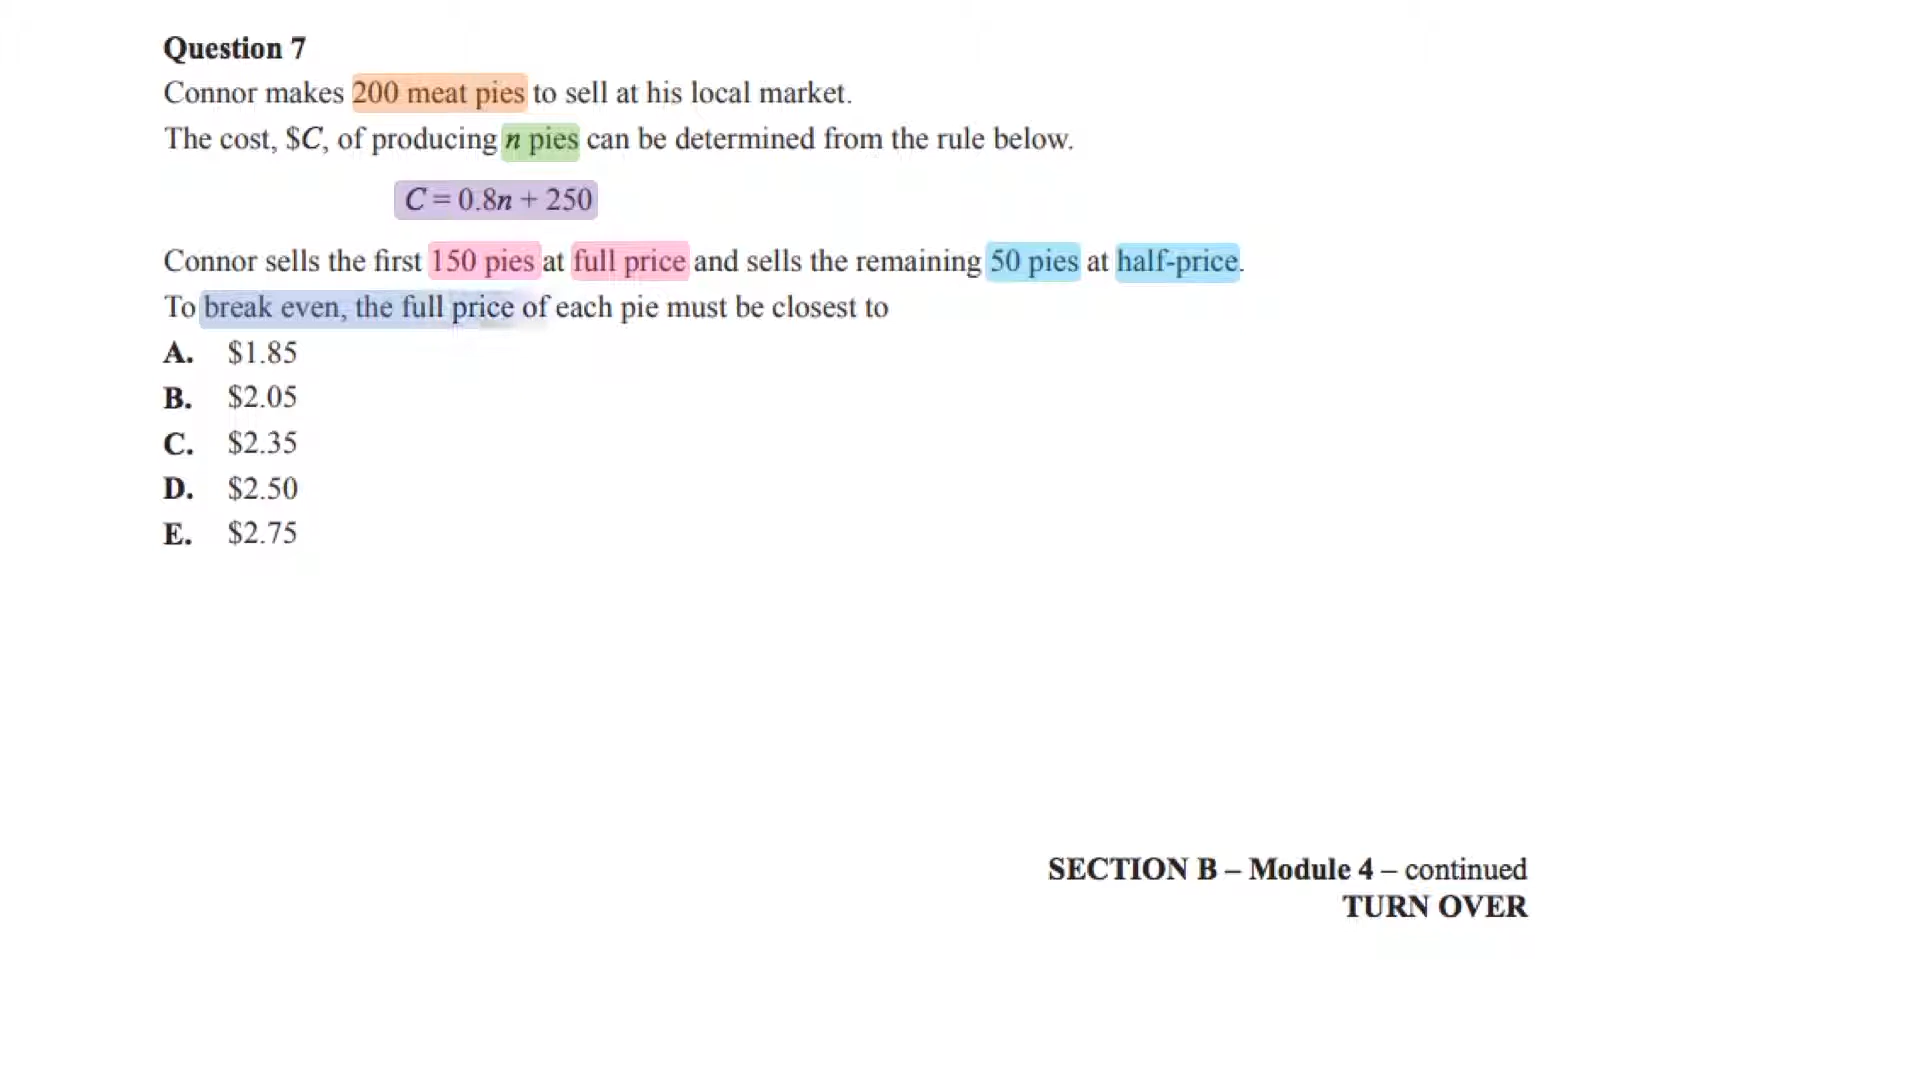 Question 7
Connor makes 200 meat pies to sell at his local market.
The cost, $C, of producing n pies can be determined from the rule below.
C = 0.8n + 250
Connor sells the first 150 pies at full price and sells the remaining 50 pies at half-price.
To break even, the full price of each pie must be closest to
A. $1.85
B. $2.05
C. $2.35
D. $2.50
E. $2.75
SECTION B – Module 4 – continued
TURN OVER